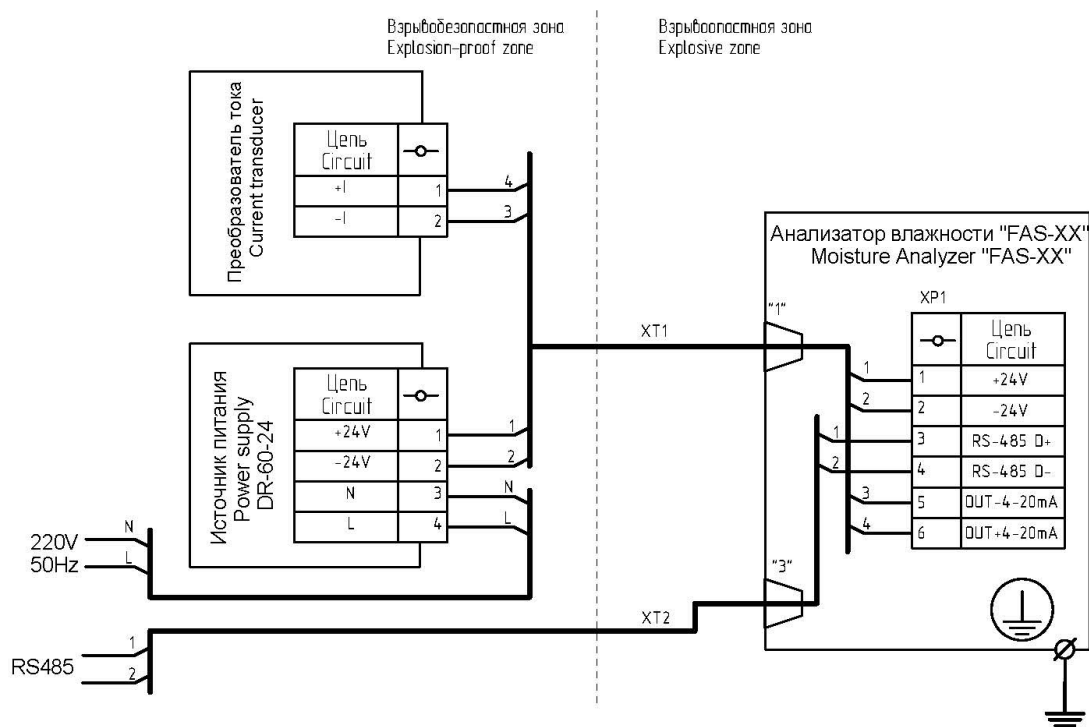 Взрывобезопастная зона
Explosion-proof zone
Взрывоопастная зона
Explosive zone
Преобразователь тока
Current transducer
Цепь
Circuit
+I
1
4
-I
2
3
Анализатор влажности "FAS-XX"
Moisture Analyzer "FAS-XX"
XP1
"1"
XT1
Цепь
Circuit
1
1
+24V
2
2
-24V
1
3
RS-485 D+
2
4
RS-485 D-
3
5
OUT-4-20mA
4
6
OUT+4-20mA
Источник питания
Power supply
DR-60-24
Цепь
Circuit
+24V
1
1
-24V
2
2
N
3
N
L
4
L
220V
50Hz
N
L
"3"
XT2
RS485
1
2